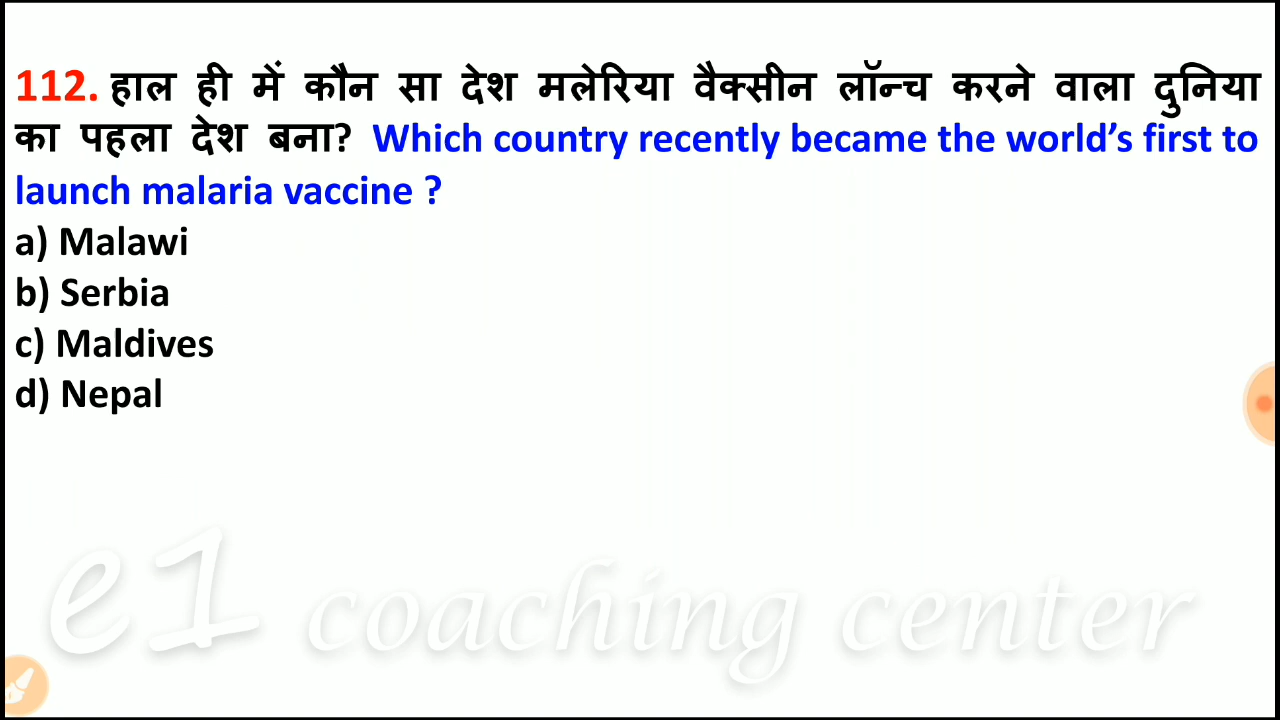 112. हाल ही में कौन सा देश मलेरिया वैक्सीन लॉन्च करने वाला दुनिया
का पहला देश बना? Which country recently became the world’s first to
launch malaria vaccine ?
a) Malawi
b) Serbia
c) Maldives
d) Nepal
e1 coaching center